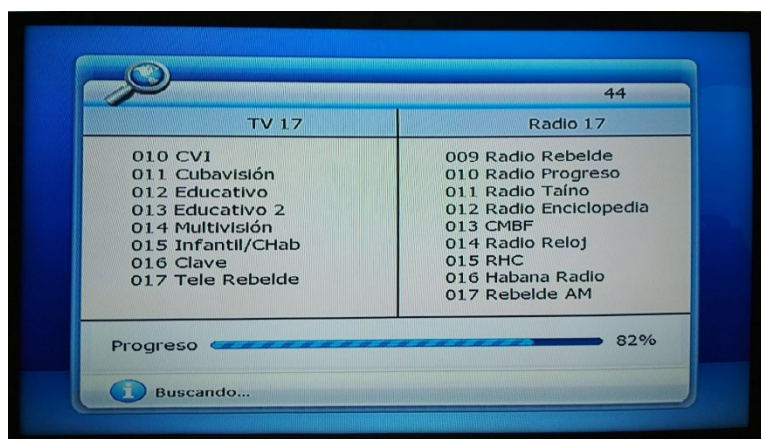 44
TV 17
Radio 17
010 CVI
011 Cubavisión
012 Educativo
013 Educativo 2
014 Multivisión
015 Infantil/CHab
016 Clave
017 Tele Rebelde
009 Radio Rebelde
010 Radio Progreso
011 Radio Taíno
012 Radio Enciclopedia
013 CMBF
014 Radio Reloj
015 RHC
016 Habana Radio
017 Rebelde AM
Progreso 82%
i Buscando...